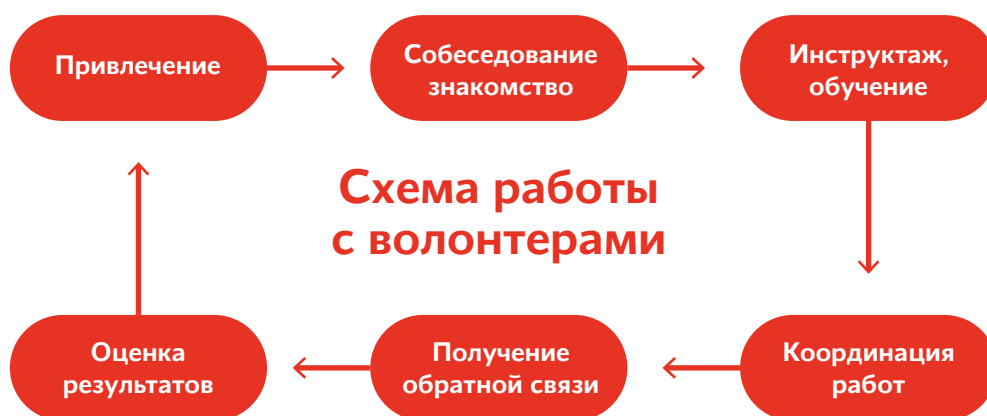 Привлечение
Собеседование
знакомство
Инструктаж,
обучение
Схема работы
с волонтерами
Оценка
результатов
Получение
обратной связи
Координация
работ